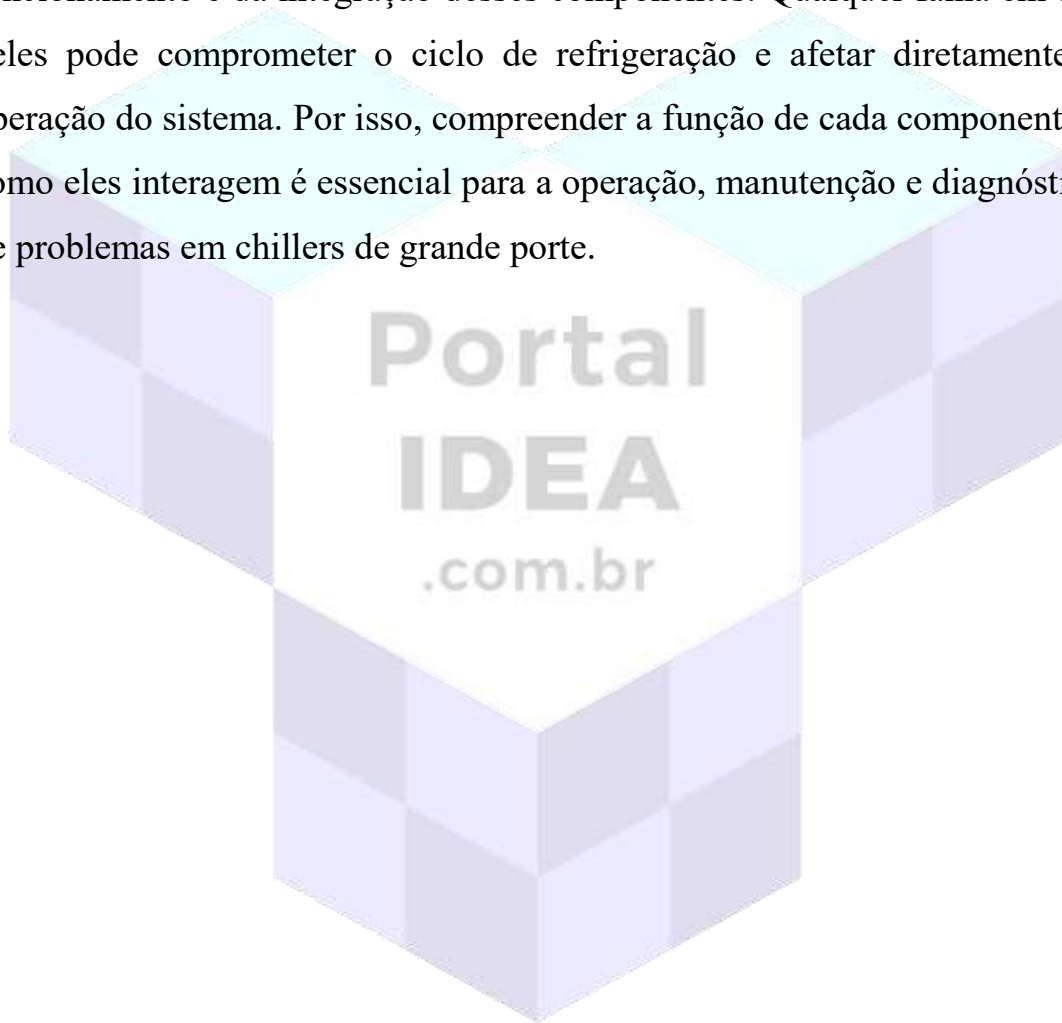 eles pode comprometer o ciclo de refrigeração e afetar diretamente
peração do sistema. Por isso, compreender a função de cada component
omo eles interagem é essencial para a operação, manutenção e diagnósti
e problemas em chillers de grande porte.
Portal
IDEA
.com.br